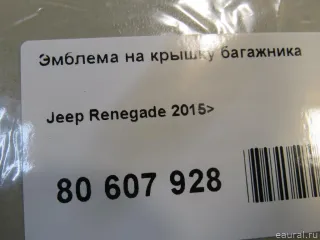 Эмблема на крышку багажника
Jeep Renegade 2015>
80 607 928
eaural.ru